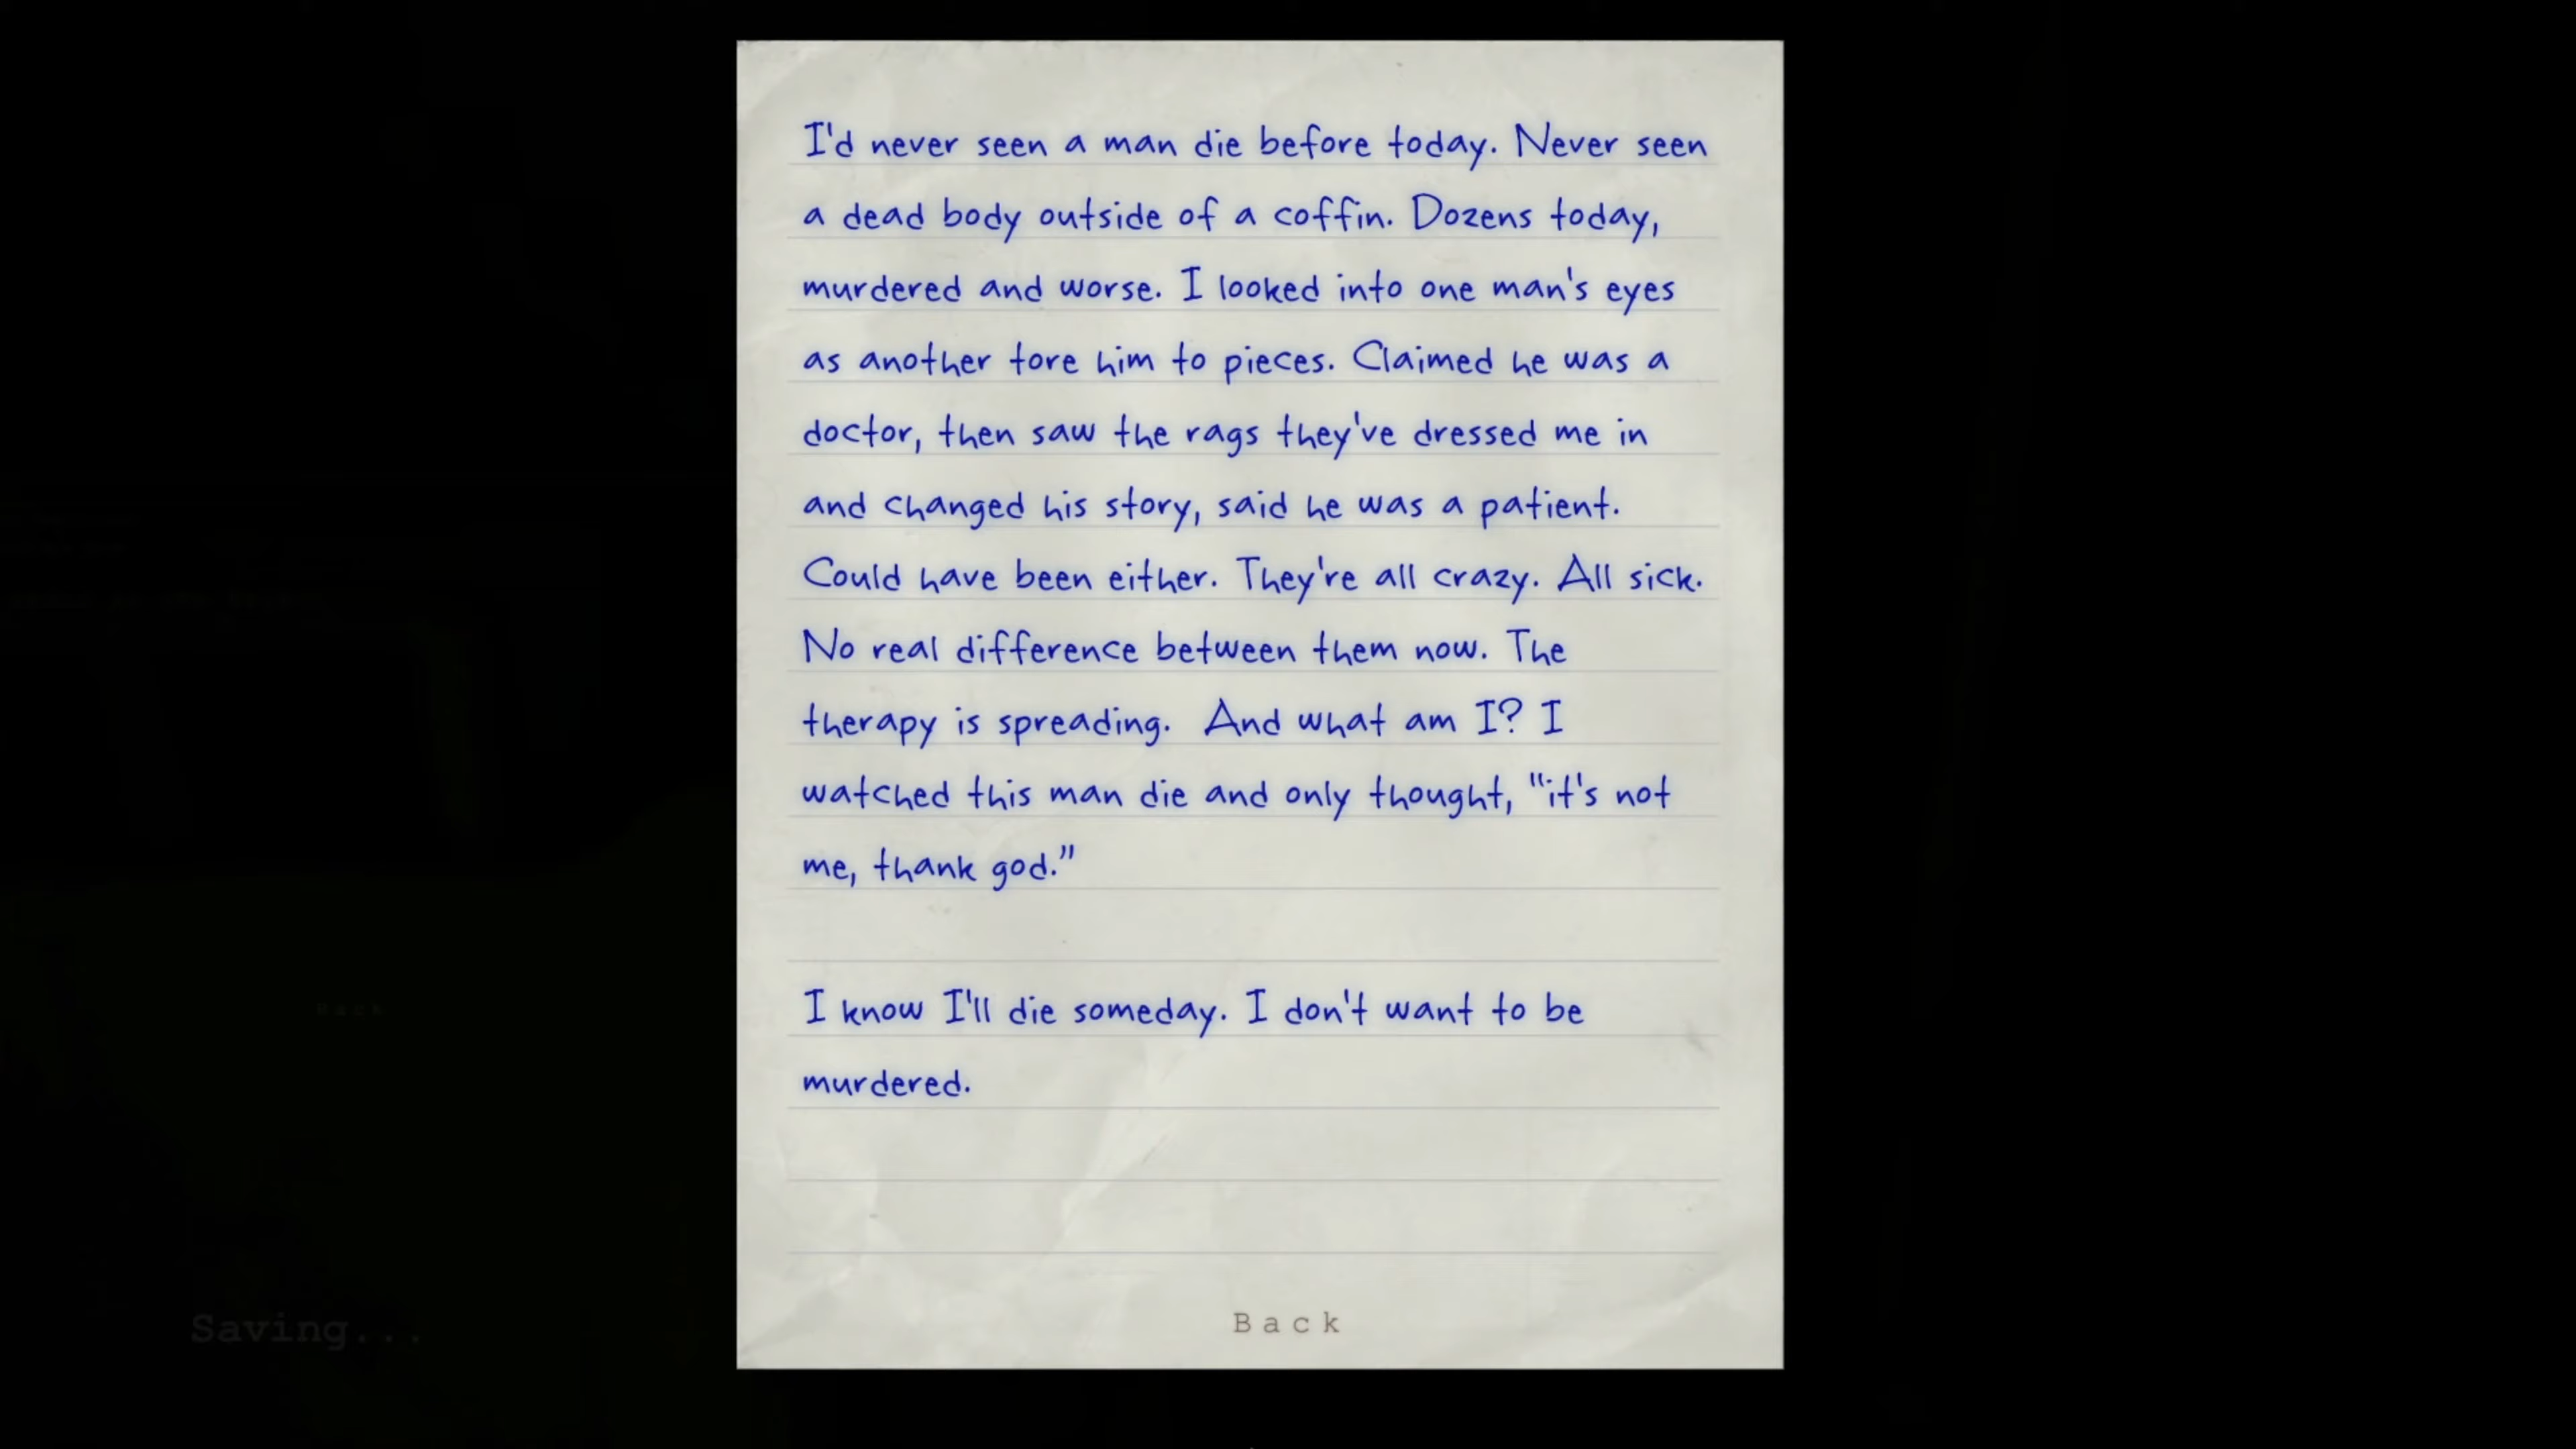 I'd never seen a man die before today. Never seen
a dead body outside of a coffin. Dozens today,
murdered and worse. I looked into one man's eyes
as another tore him to pieces. Claimed he was a
doctor, then saw the rags they've dressed me in
and changed his story, said he was a patient.
Could have been either. They're all crazy. All sick.
No real difference between them now. The
therapy is spreading.  And what am I? I
watched this man die and only thought, "it's not
me, thank god."
I know I'll die someday. I don't want to be
murdered.
Back
Saving...
Back